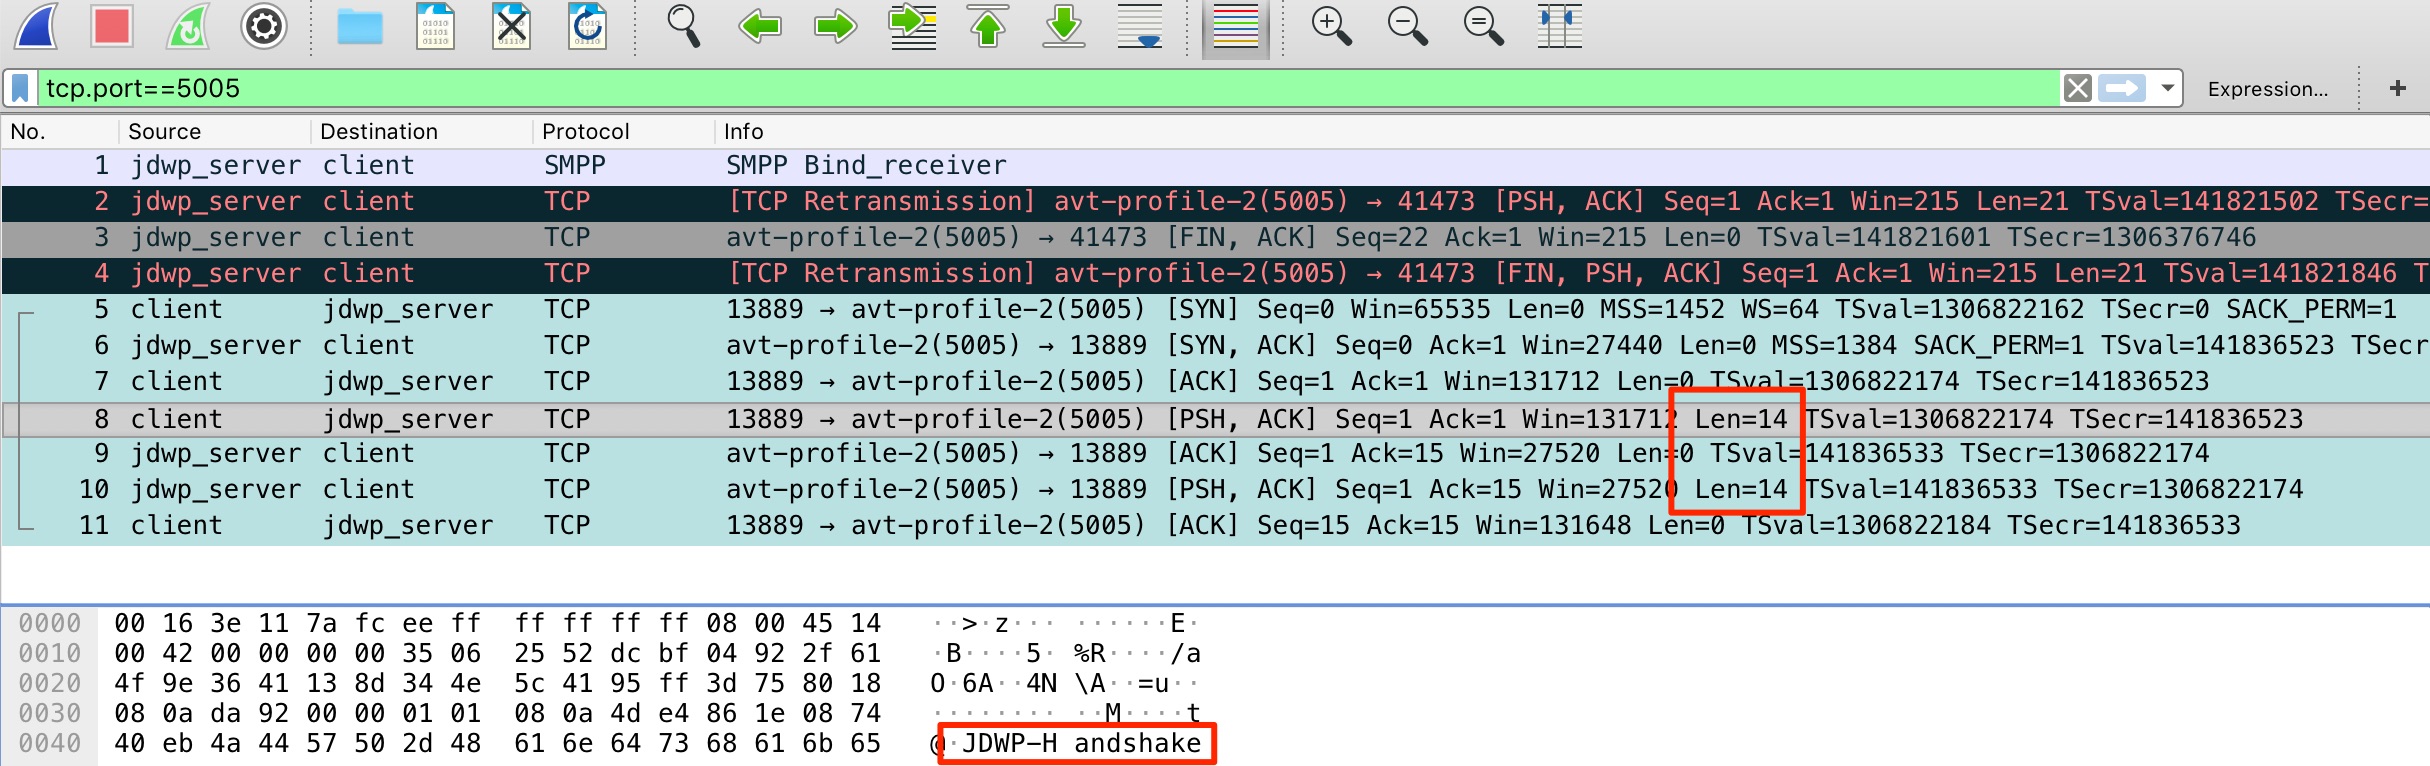 tcp.port==5005 Expression... +
No. Source Destination Protocol Info
1 jdwp_server client SMPP SMPP Bind_receiver
2 jdwp_server client TCP [TCP Retransmission] avt-profile-2(5005) → 41473 [PSH, ACK] Seq=1 Ack=1 Win=215 Len=21 TSval=141821502 TSecr=
3 jdwp_server client TCP avt-profile-2(5005) → 41473 [FIN, ACK] Seq=22 Ack=1 Win=215 Len=0 TSval=141821601 TSecr=1306376746
4 jdwp_server client TCP [TCP Retransmission] avt-profile-2(5005) → 41473 [FIN, PSH, ACK] Seq=1 Ack=1 Win=215 Len=21 TSval=141821846 T
5 client jdwp_server TCP 13889 → avt-profile-2(5005) [SYN] Seq=0 Win=65535 Len=0 MSS=1452 WS=64 TSval=1306822162 TSecr=0 SACK_PERM=1
6 jdwp_server client TCP avt-profile-2(5005) → 13889 [SYN, ACK] Seq=0 Ack=1 Win=27440 Len=0 MSS=1384 SACK_PERM=1 TSval=141836523 TSecr
7 client jdwp_server TCP 13889 → avt-profile-2(5005) [ACK] Seq=1 Ack=1 Win=131712 Len=0 TSval=1306822174 TSecr=141836523
8 client jdwp_server TCP 13889 → avt-profile-2(5005) [PSH, ACK] Seq=1 Ack=1 Win=131712 Len=14 TSval=1306822174 TSecr=141836523
9 jdwp_server client TCP avt-profile-2(5005) → 13889 [ACK] Seq=1 Ack=15 Win=27520 Len=0 TSval=141836533 TSecr=1306822174
10 jdwp_server client TCP avt-profile-2(5005) → 13889 [PSH, ACK] Seq=1 Ack=15 Win=27520 Len=14 TSval=141836533 TSecr=1306822174
11 client jdwp_server TCP 13889 → avt-profile-2(5005) [ACK] Seq=15 Ack=15 Win=131648 Len=0 TSval=1306822184 TSecr=141836533
0000 00 16 3e 11 7a fc ee ff ff ff ff ff 08 00 45 14 ··>·z··· ······E·
0010 00 42 00 00 00 00 35 06 25 52 dc bf 04 92 2f 61 ·B····5· %R····/a
0020 4f 9e 36 41 13 8d 34 4e 5c 41 95 ff 3d 75 80 18 O·6A··4N \A··=u··
0030 08 0a da 92 00 00 01 01 08 0a 4d e4 86 1e 08 74 ········ ··M····t
0040 40 eb 4a 44 57 50 2d 48 61 6e 64 73 68 61 6b 65 @·JDWP-H andshake